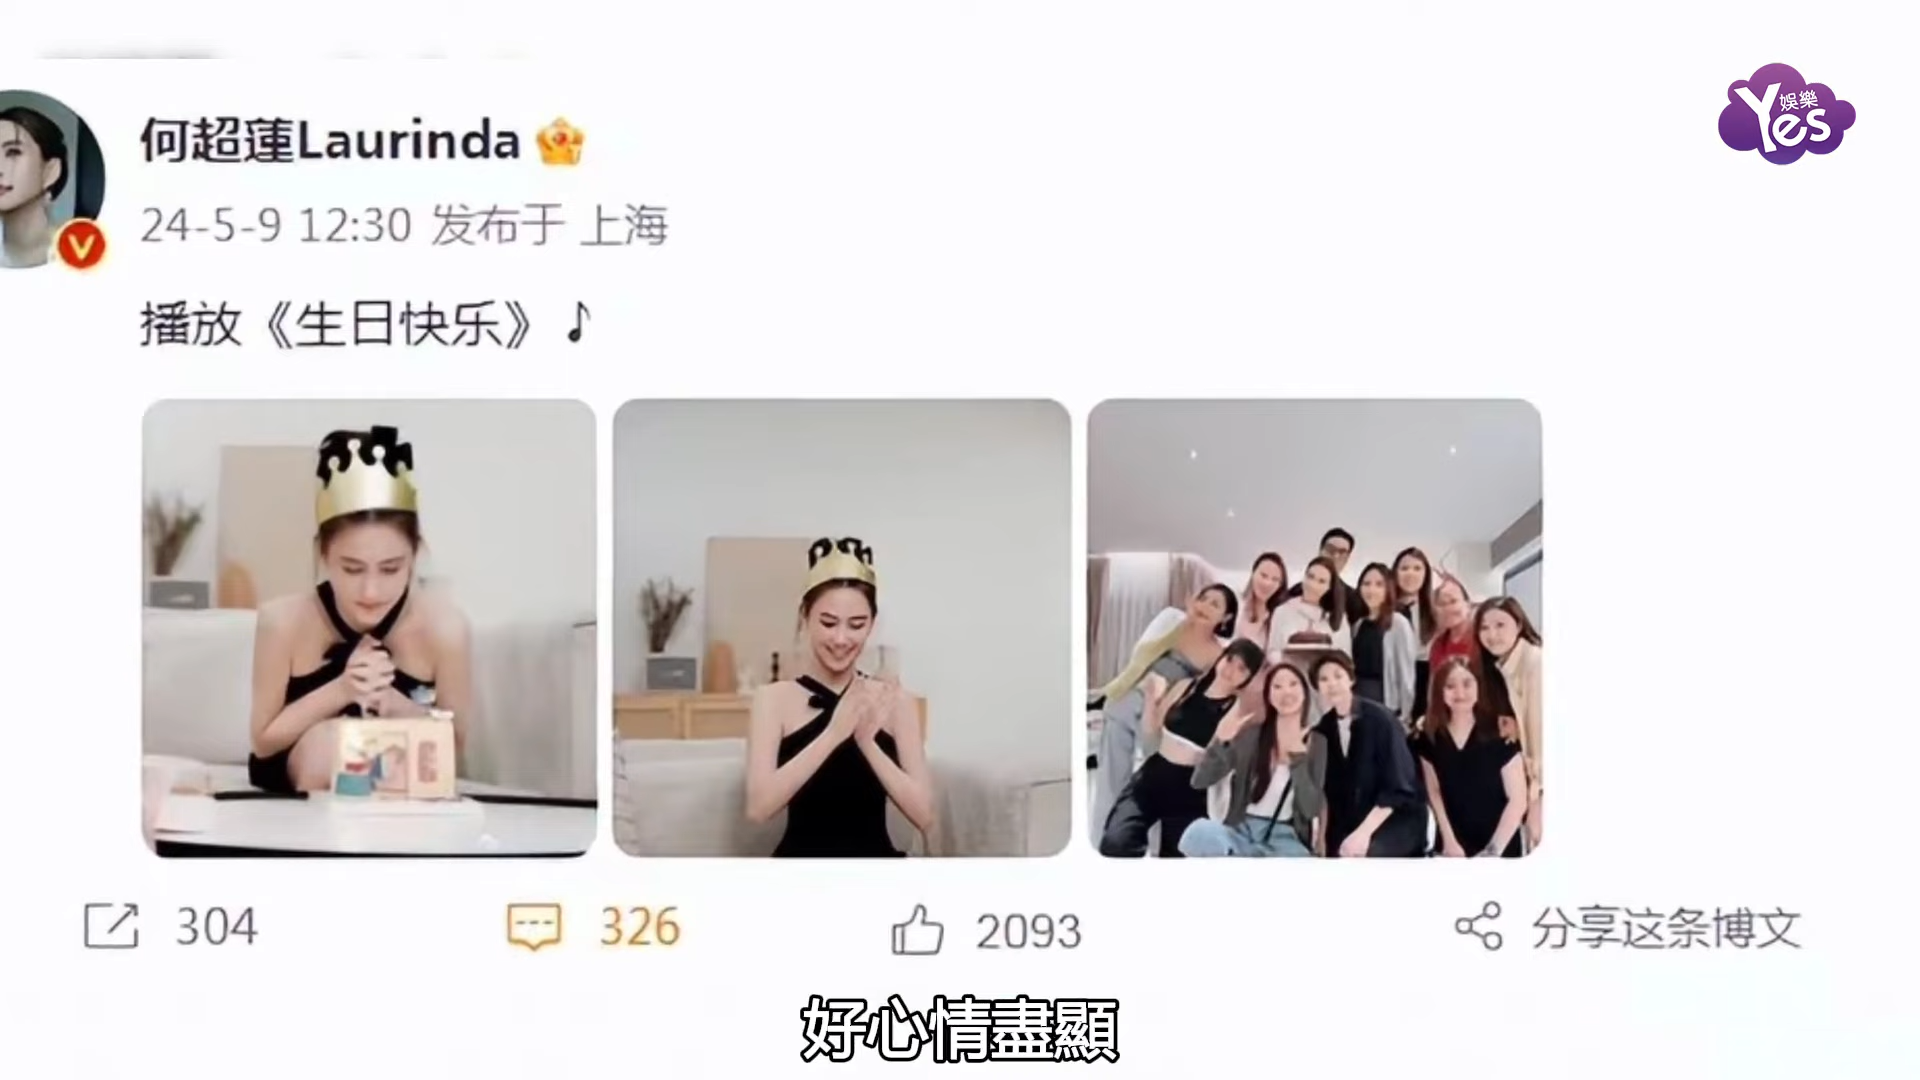 Yes 娛樂
何超蓮Laurinda
24-5-9 12:30 发布于 上海
播放《生日快乐》♪
304
326
2093
分享这条博文
好心情盡顯